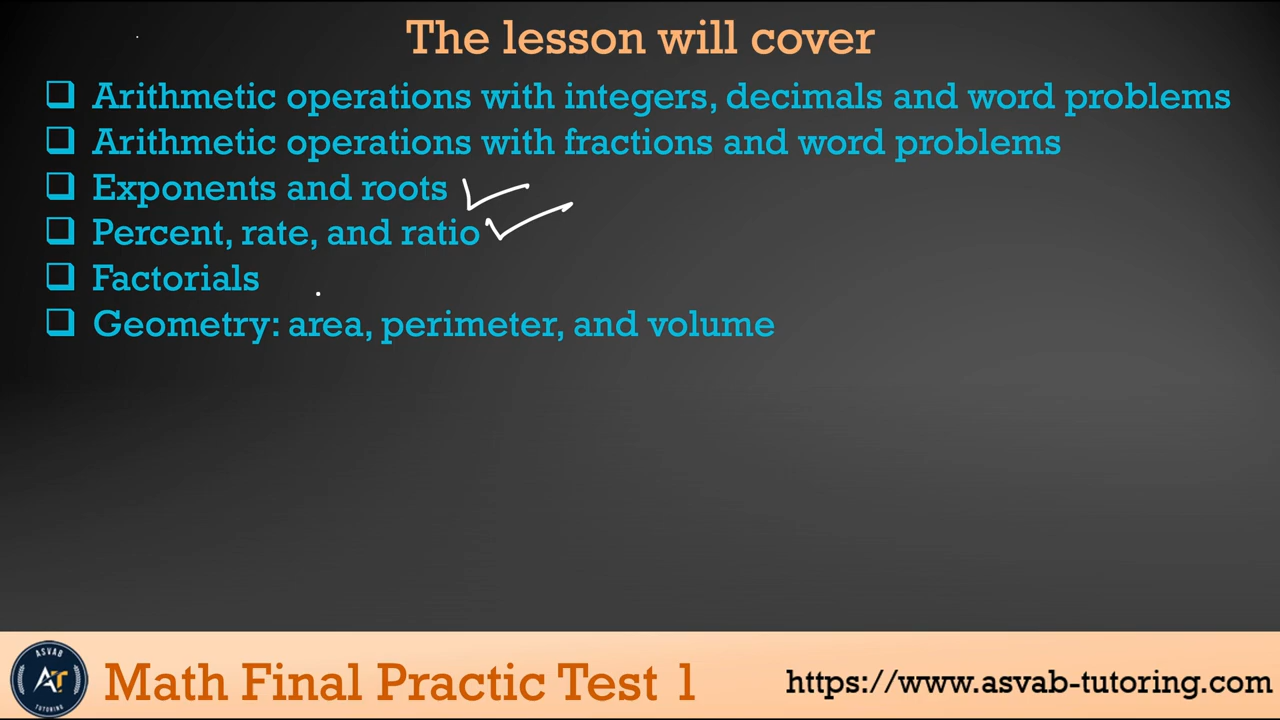 The lesson will cover
❑ Arithmetic operations with integers, decimals and word problems
❑ Arithmetic operations with fractions and word problems
❑ Exponents and roots
❑ Percent, rate, and ratio
❑ Factorials
❑ Geometry: area, perimeter, and volume
ASVAB
AT
TUTORING
Math Final Practic Test 1
https://www.asvab-tutoring.com